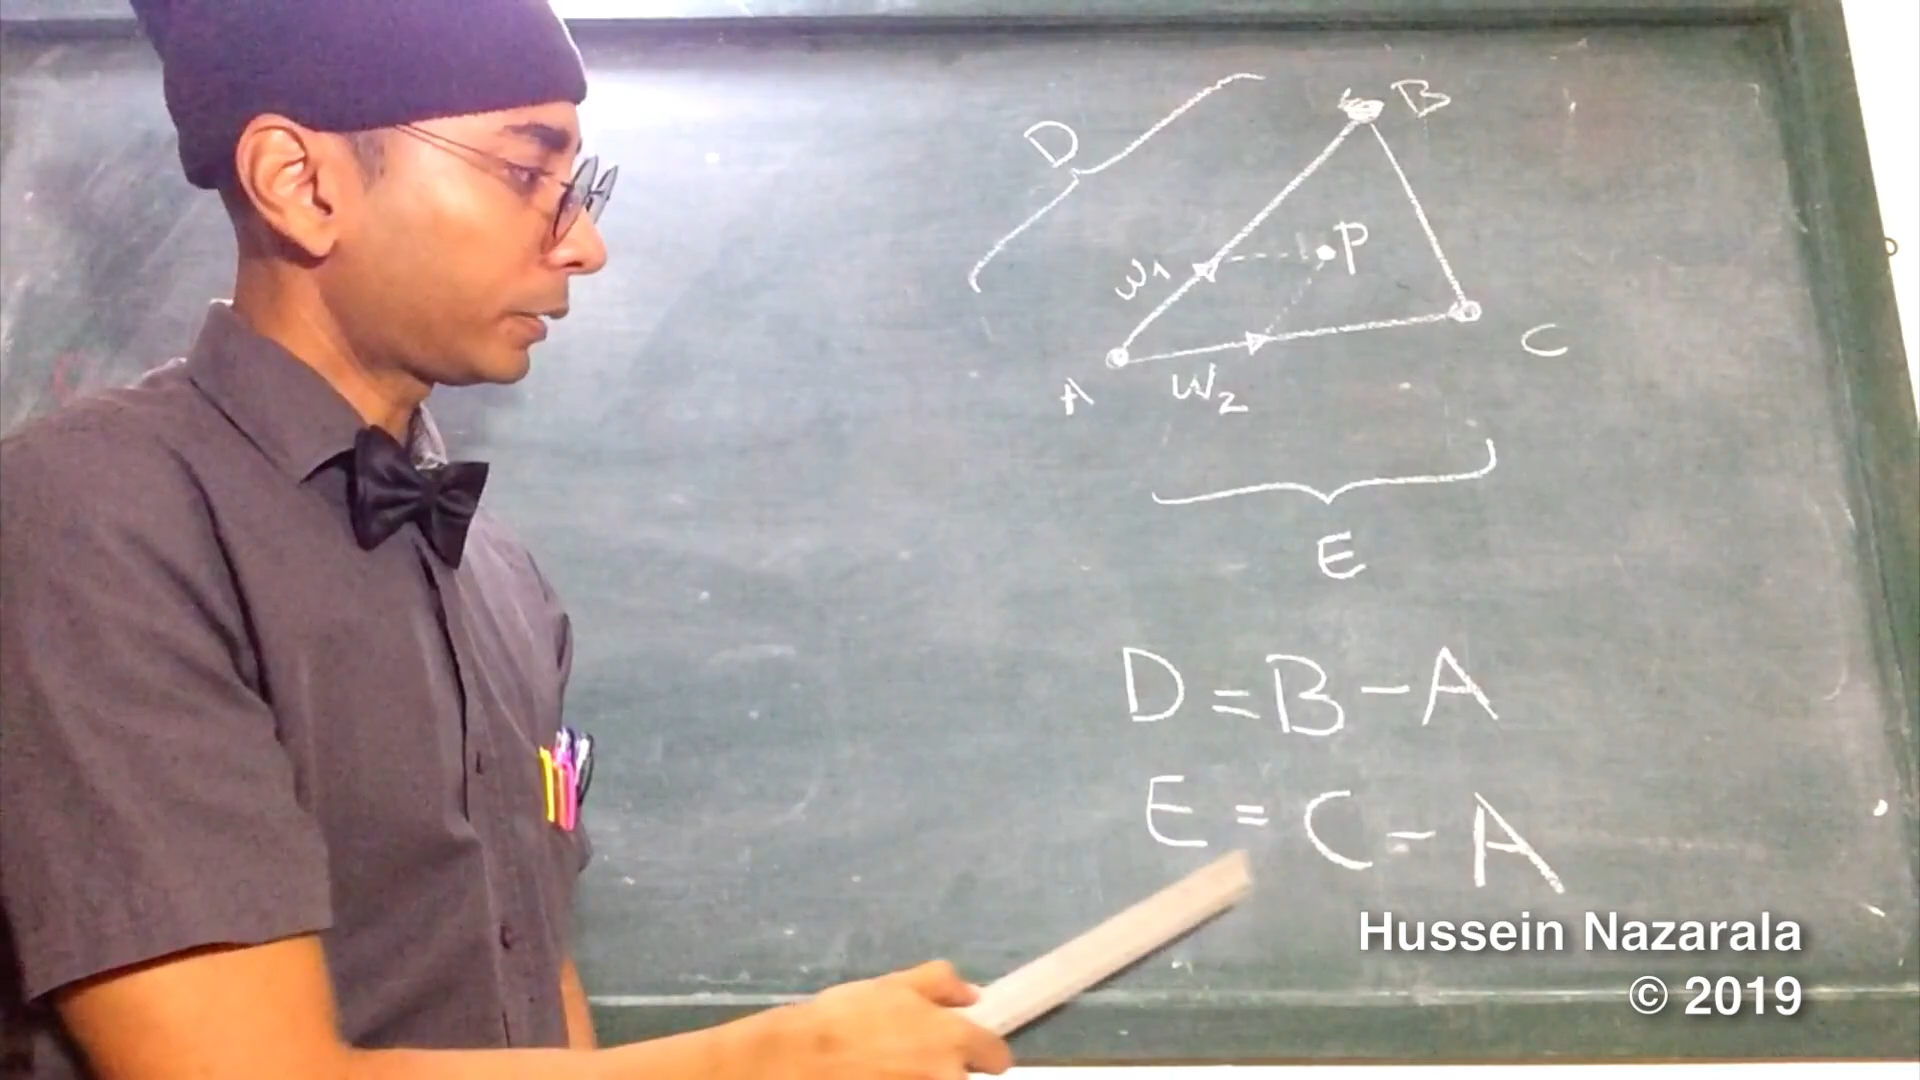 D
B
P
w1
C
A
w2
E
D = B - A
E = C - A
Hussein Nazarala
© 2019